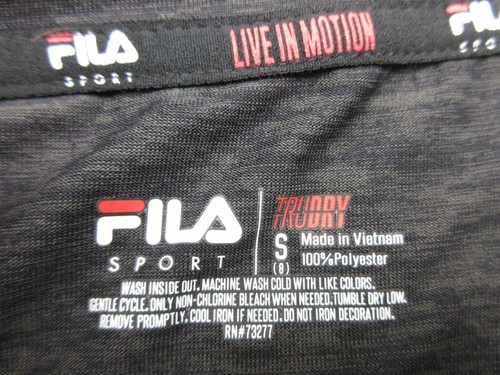 FILA SPORT
LIVE IN MOTION
FILA SPORT
FILA SPORT
TRUDRY
S
(8)
Made in Vietnam
100%Polyester
WASH INSIDE OUT. MACHINE WASH COLD WITH LIKE COLORS.
GENTLE CYCLE. ONLY NON-CHLORINE BLEACH WHEN NEEDED. TUMBLE DRY LOW.
REMOVE PROMPTLY. COOL IRON IF NEEDED. DO NOT IRON DECORATION.
RN#73277